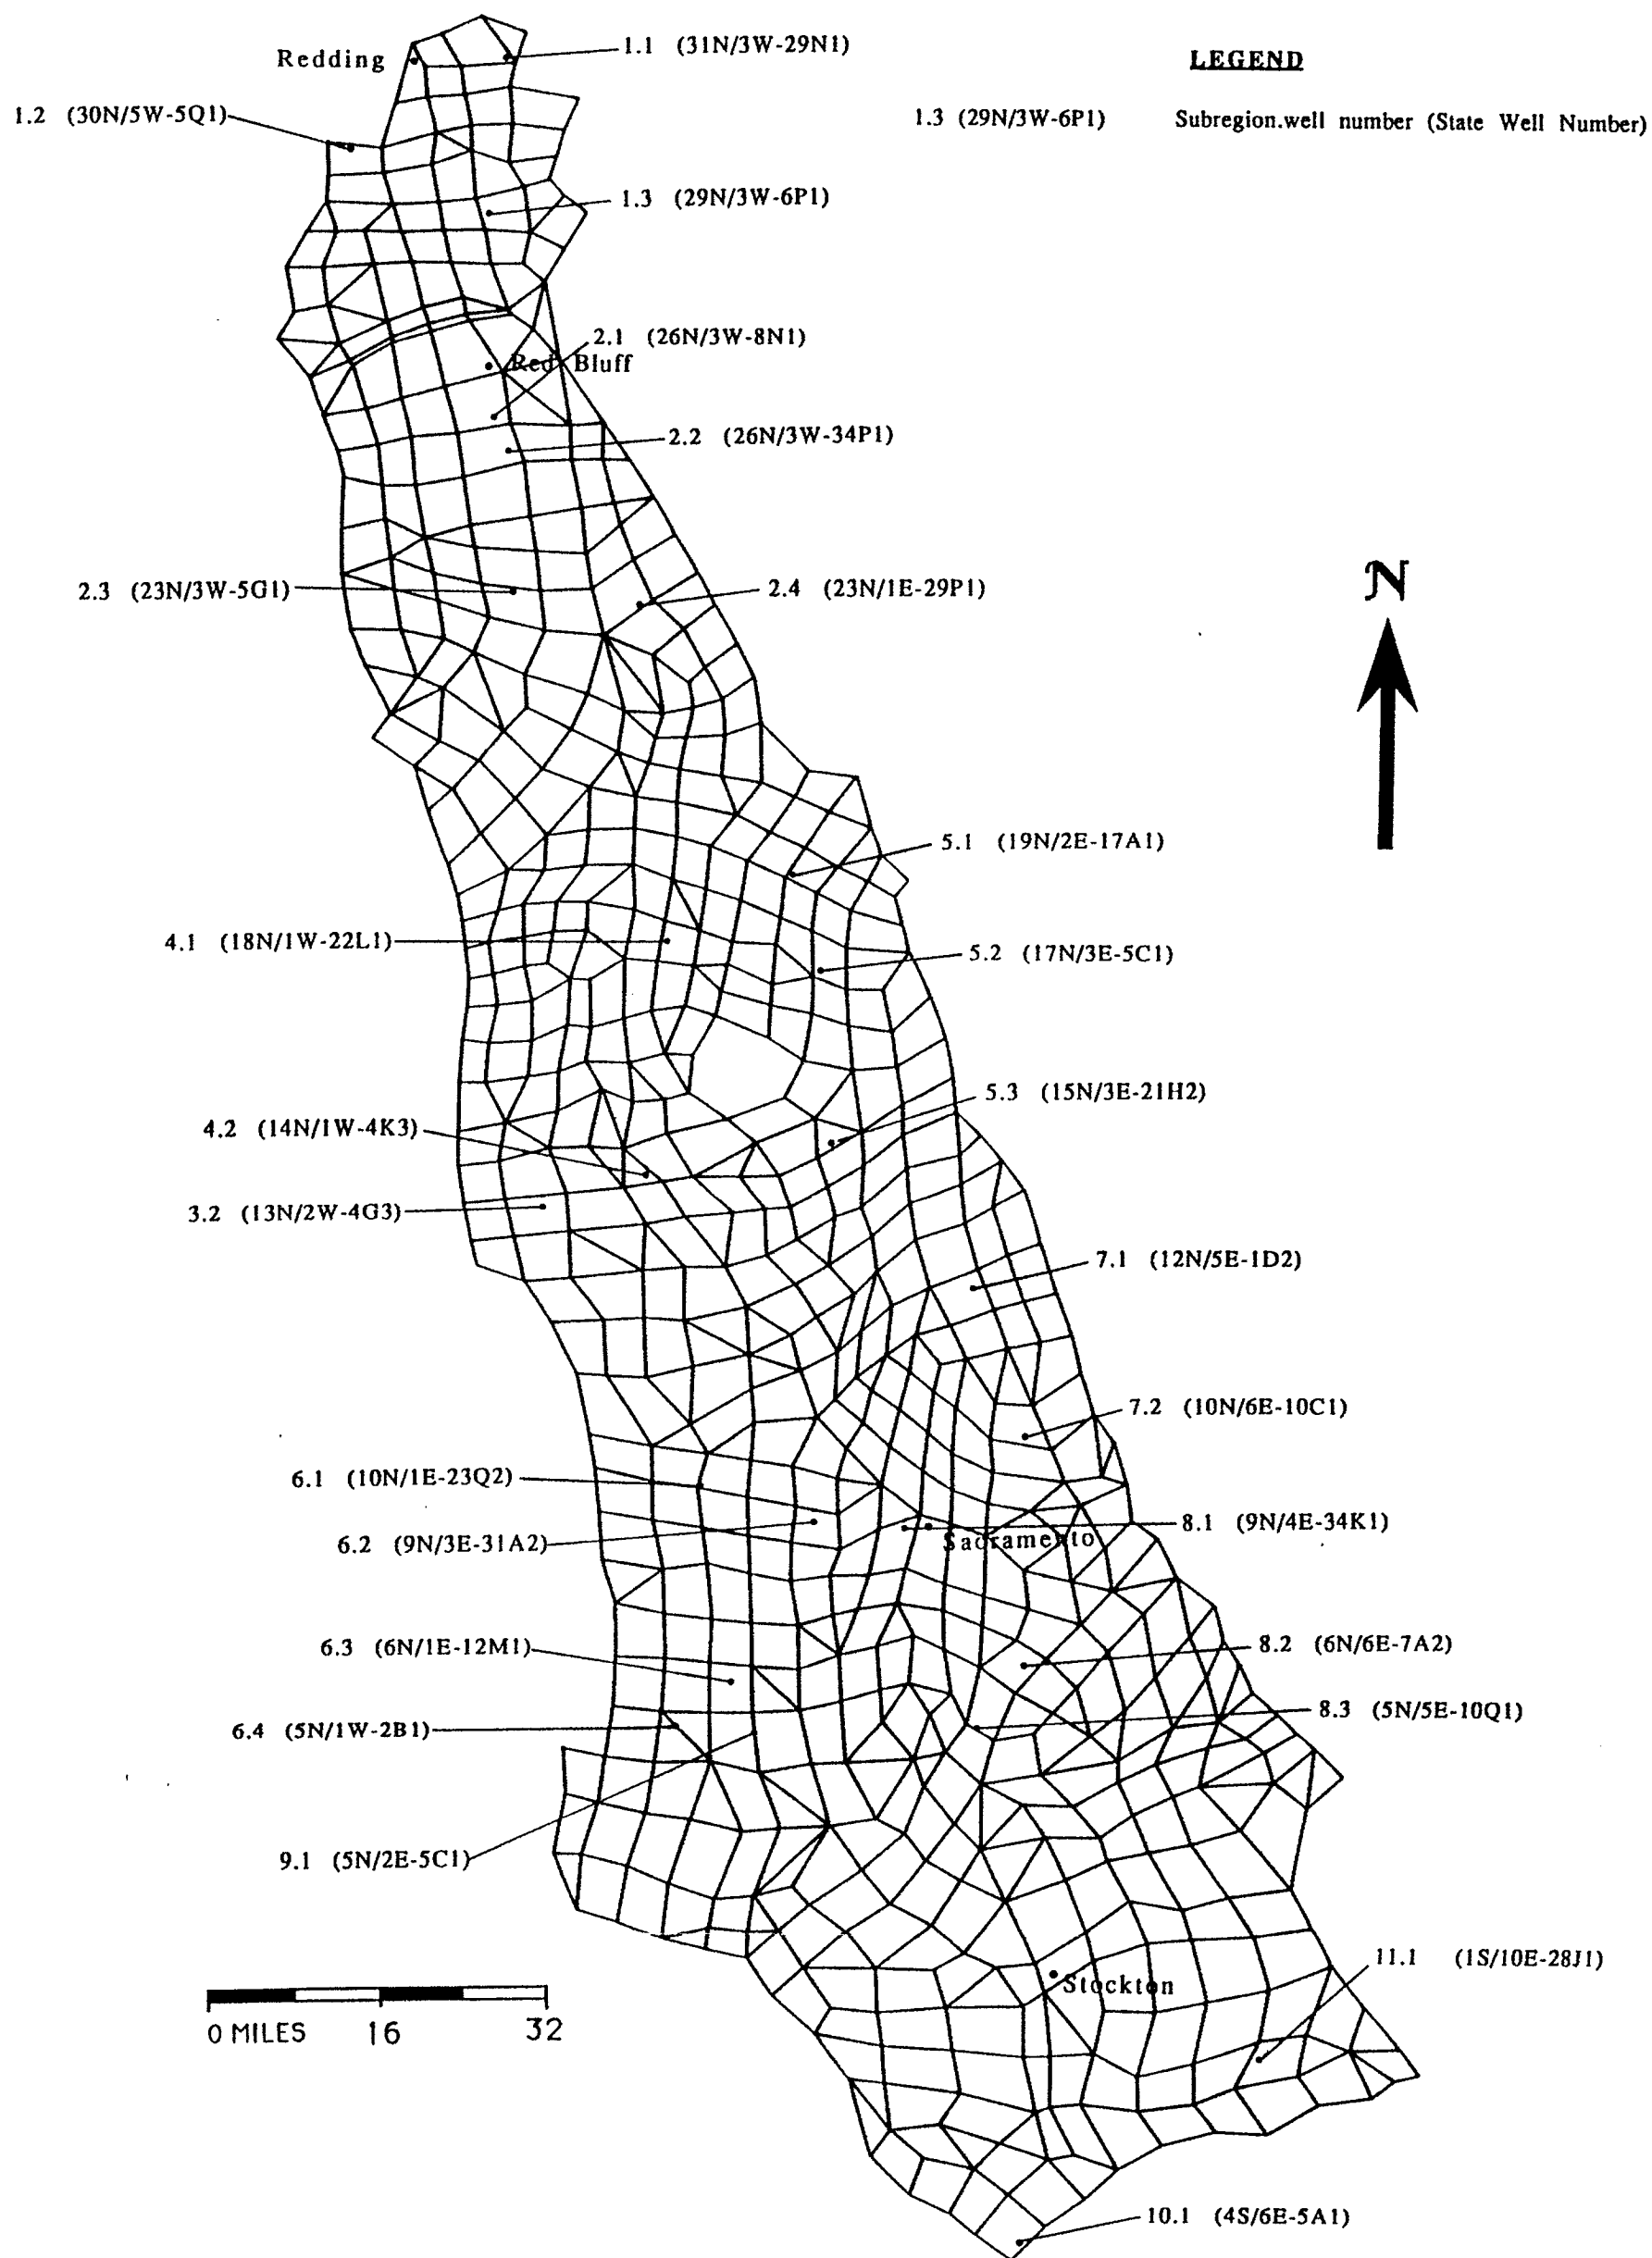 LEGEND
1.3 (29N/3W-6P1) Subregion.well number (State Well Number)
Redding
1.1 (31N/3W-29N1)
1.2 (30N/5W-5Q1)
1.3 (29N/3W-6P1)
2.1 (26N/3W-8N1)
Red Bluff
2.2 (26N/3W-34P1)
2.3 (23N/3W-5G1)
2.4 (23N/1E-29P1)
N
5.1 (19N/2E-17A1)
4.1 (18N/1W-22L1)
5.2 (17N/3E-5C1)
5.3 (15N/3E-21H2)
4.2 (14N/1W-4K3)
3.2 (13N/2W-4G3)
7.1 (12N/5E-1D2)
7.2 (10N/6E-10C1)
6.1 (10N/1E-23Q2)
6.2 (9N/3E-31A2)
8.1 (9N/4E-34K1)
Sacramento
6.3 (6N/1E-12M1)
8.2 (6N/6E-7A2)
6.4 (5N/1W-2B1)
8.3 (5N/5E-10Q1)
9.1 (5N/2E-5C1)
11.1 (1S/10E-28J1)
Stockton
0 MILES 16 32
10.1 (4S/6E-5A1)